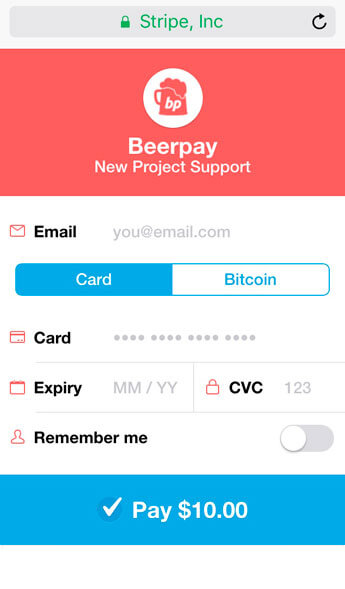 Stripe, Inc
bp
Beerpay
New Project Support
Email you@email.com
Card Bitcoin
Card •••• •••• •••• ••••
Expiry MM / YY CVC 123
Remember me
Pay $10.00